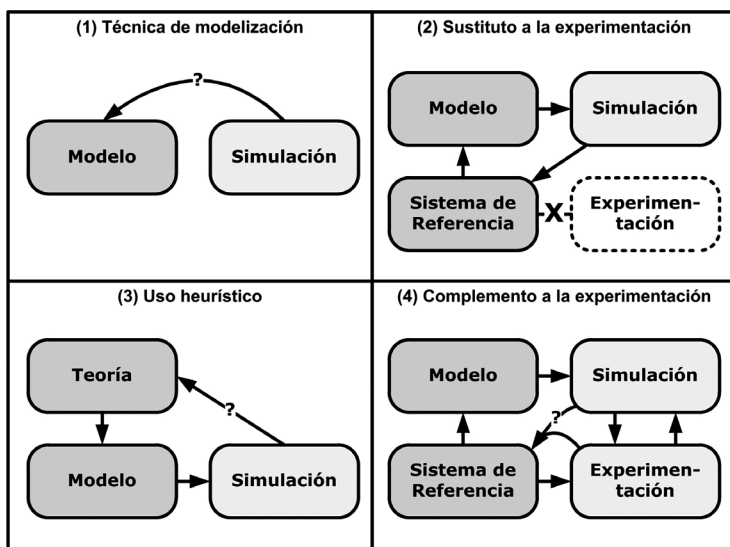 (1) Técnica de modelización
?
Modelo
Simulación
(2) Sustituto a la experimentación
Modelo
Simulación
Sistema de
Referencia
X
Experimen-
tación
(3) Uso heurístico
Teoría
?
Modelo
Simulación
(4) Complemento a la experimentación
Modelo
Simulación
?
Sistema de
Referencia
Experimen-
tación